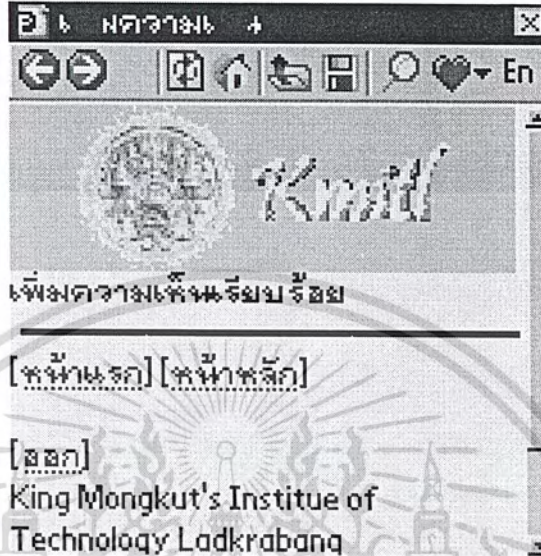 En
Kmitl
เพิ่มความเห็นเรียบร้อย
[หน้าแรก] [หน้าหลัก]
[ออก]
King Mongkut's Institue of
Technology Ladkrabang